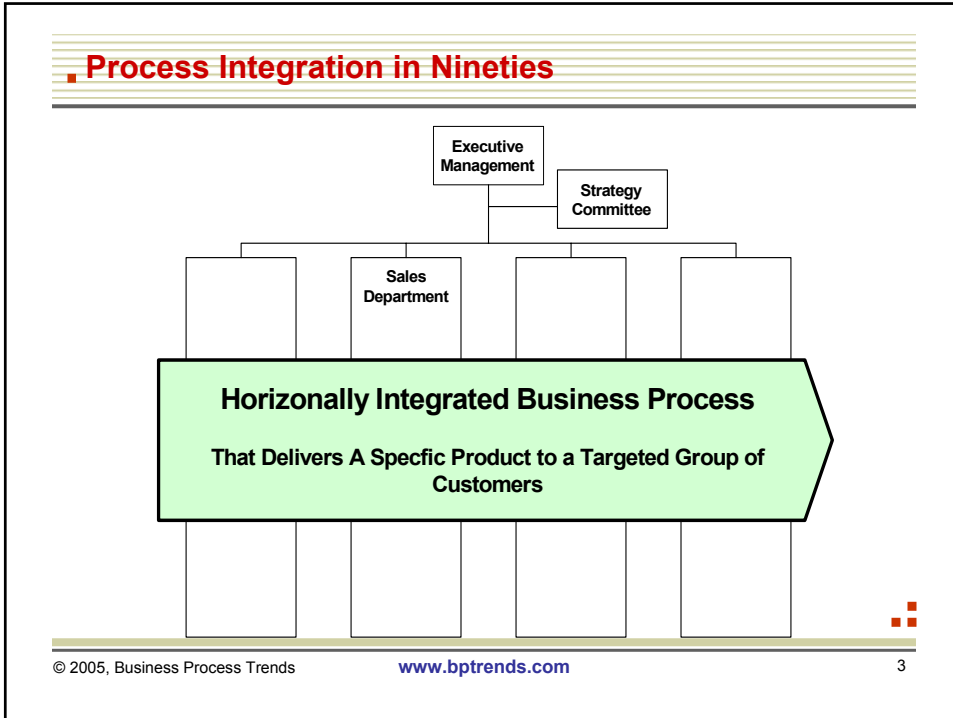 Process Integration in Nineties
Executive
Management
Strategy
Committee
Sales
Department
Horizonally Integrated Business Process
That Delivers A Specfic Product to a Targeted Group of
Customers
© 2005, Business Process Trends www.bptrends.com 3